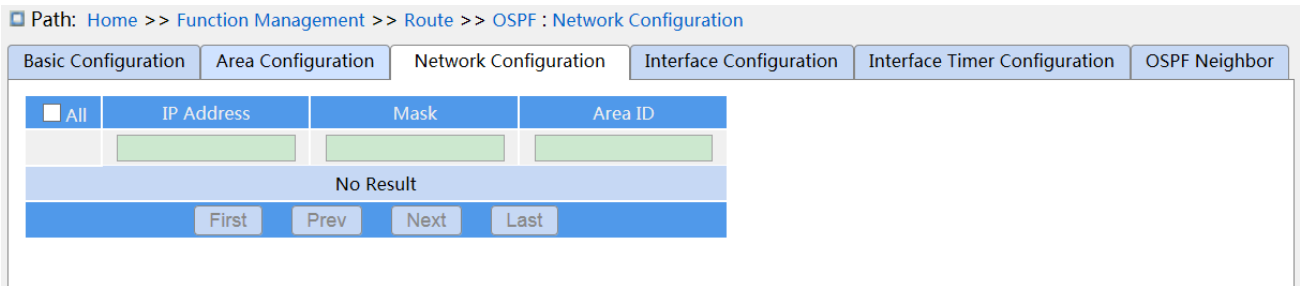 Path: Home >> Function Management >> Route >> OSPF : Network Configuration
Basic Configuration Area Configuration Network Configuration Interface Configuration Interface Timer Configuration OSPF Neighbor
All IP Address Mask Area ID
No Result
First Prev Next Last